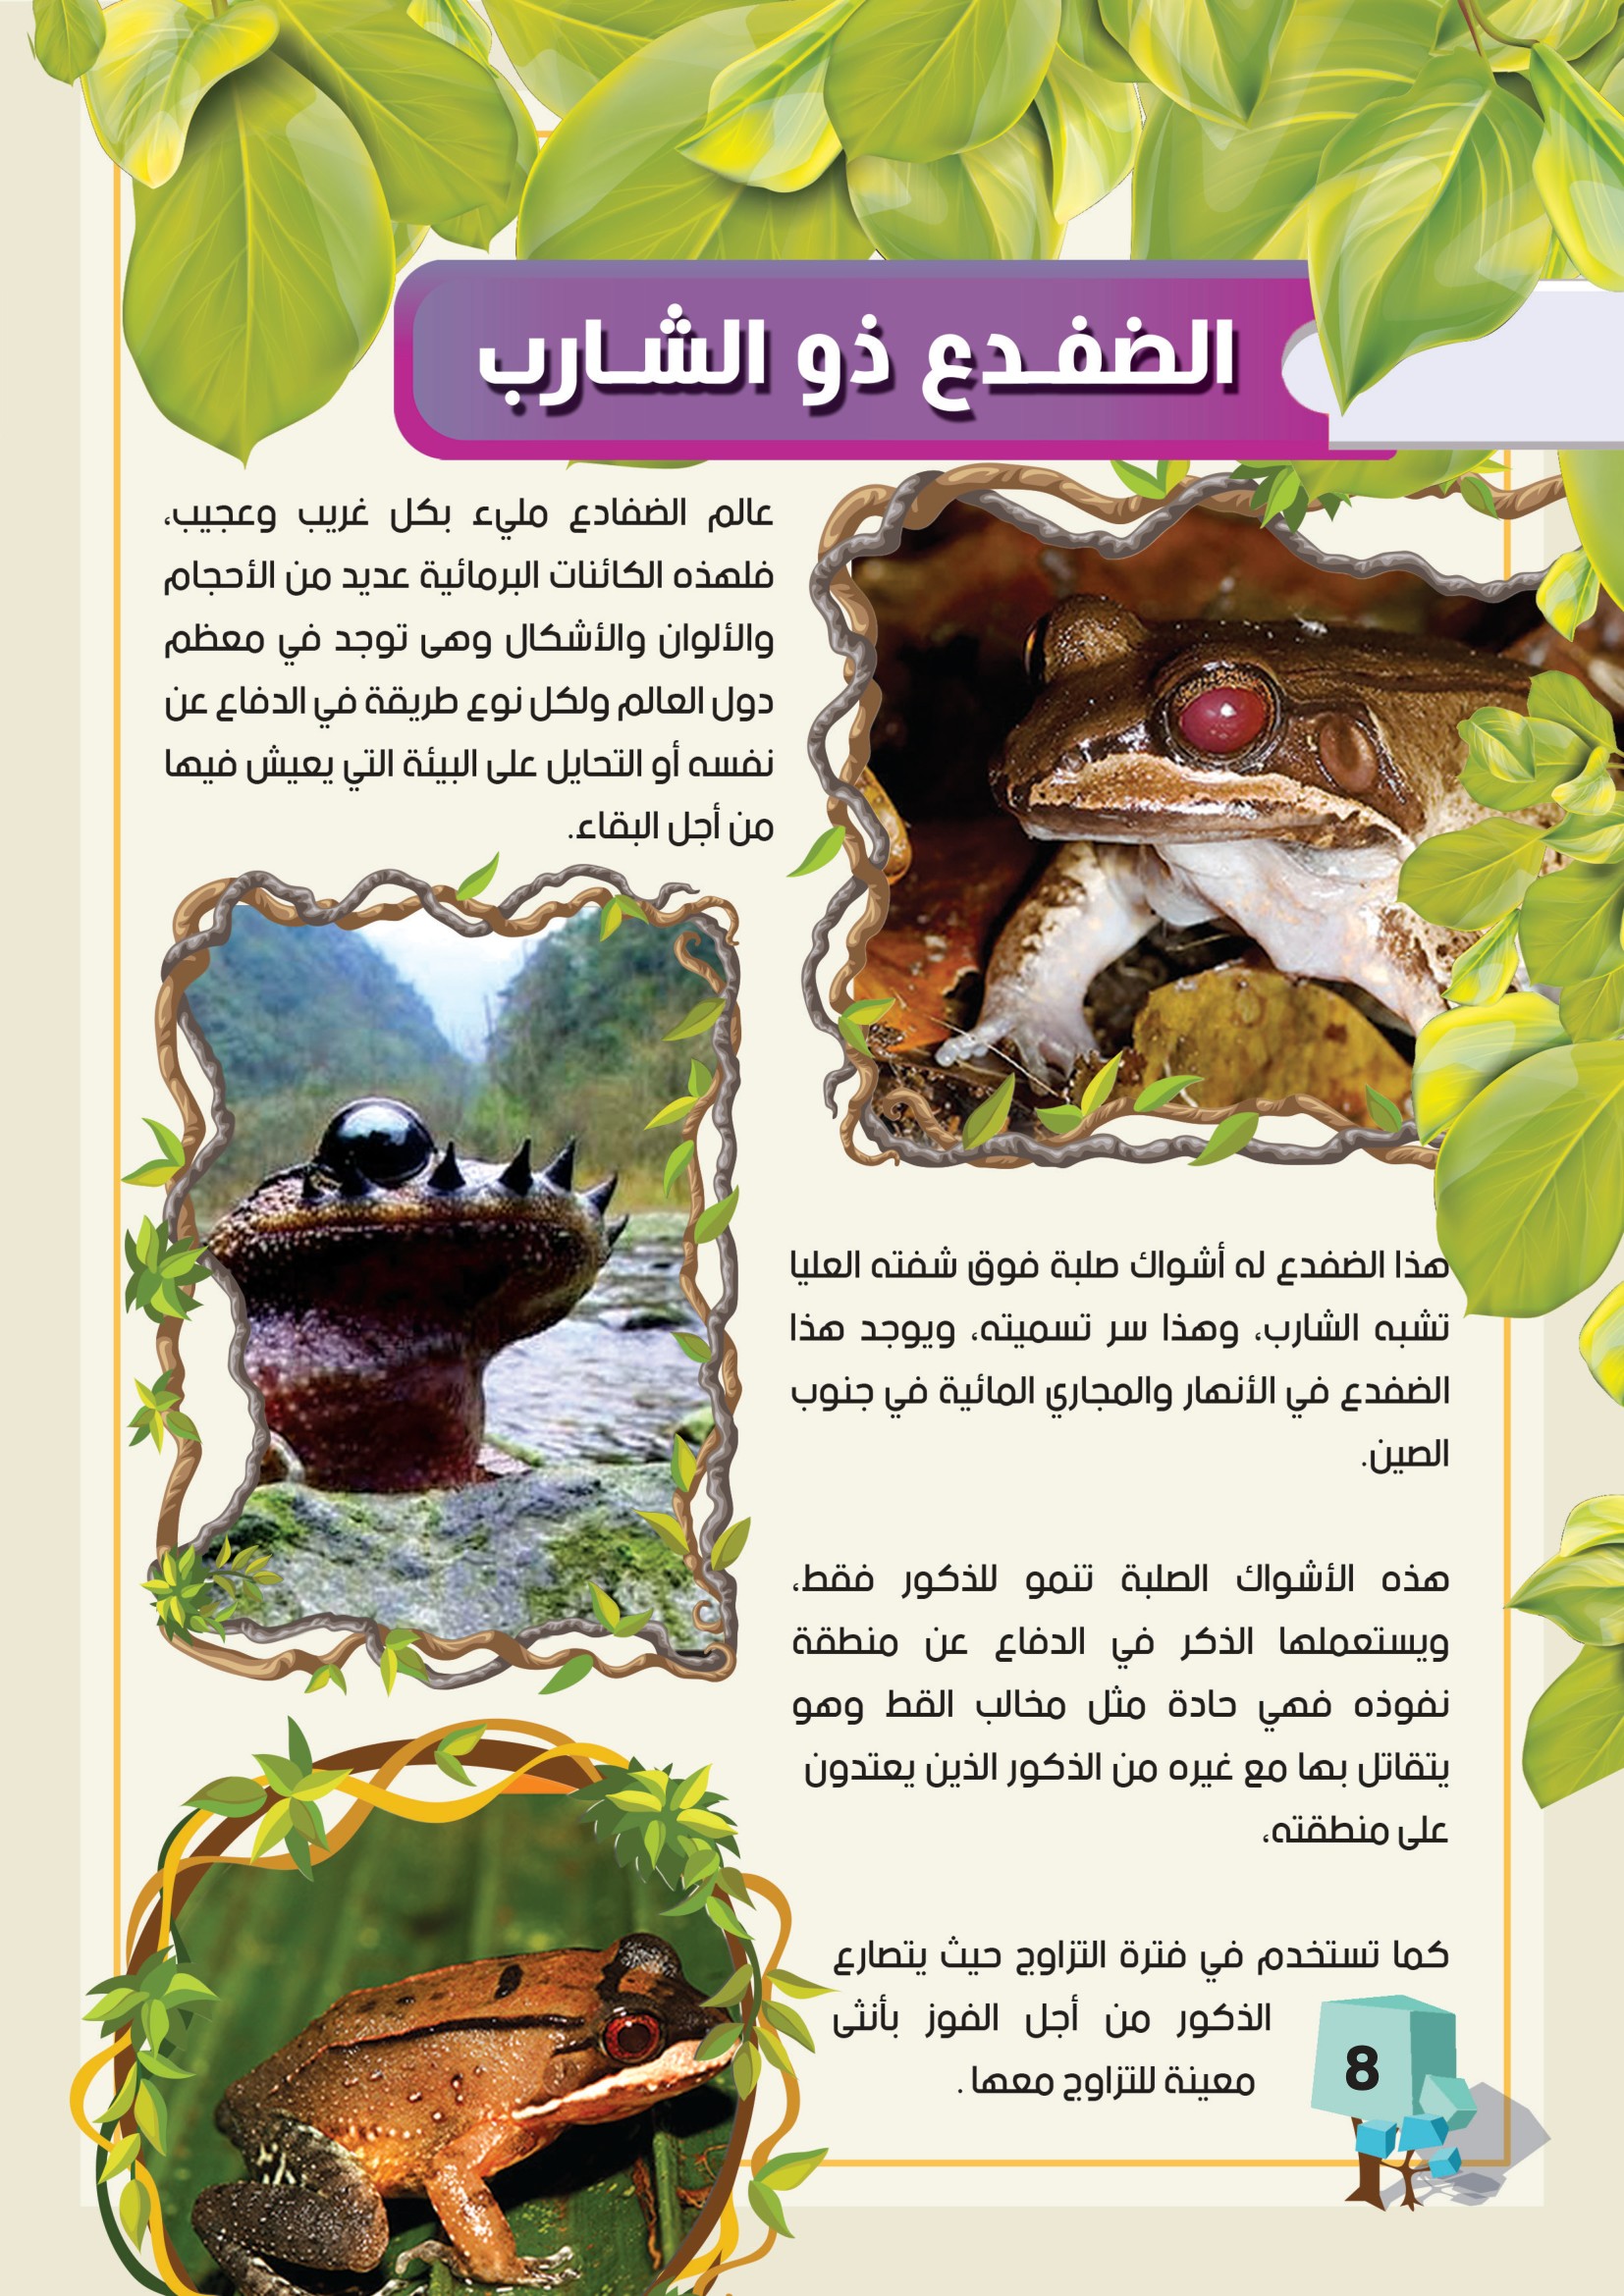 الضفدع ذو الشارب
عالم الضفادع مليء بكل غريب وعجيب،
فلهذه الكائنات البرمائية عديد من الأحجام
والألوان والأشكال وهى توجد في معظم
دول العالم ولكل نوع طريقة في الدفاع عن
نفسه أو التحايل على البيئة التي يعيش فيها
من أجل البقاء.
هذا الضفدع له أشواك صلبة فوق شفته العليا
تشبه الشارب، وهذا سر تسميته، ويوجد هذا
الضفدع في الأنهار والمجاري المائية في جنوب
الصين.
هذه الأشواك الصلبة تنمو للذكور فقط،
ويستعملها الذكر في الدفاع عن منطقة
نفوذه فهي حادة مثل مخالب القط وهو
يتقاتل بها مع غيره من الذكور الذين يعتدون
على منطقته،
كما تستخدم في فترة التزاوج حيث يتصارع
الذكور من أجل الفوز بأنثى
معينة للتزاوج معها .
8